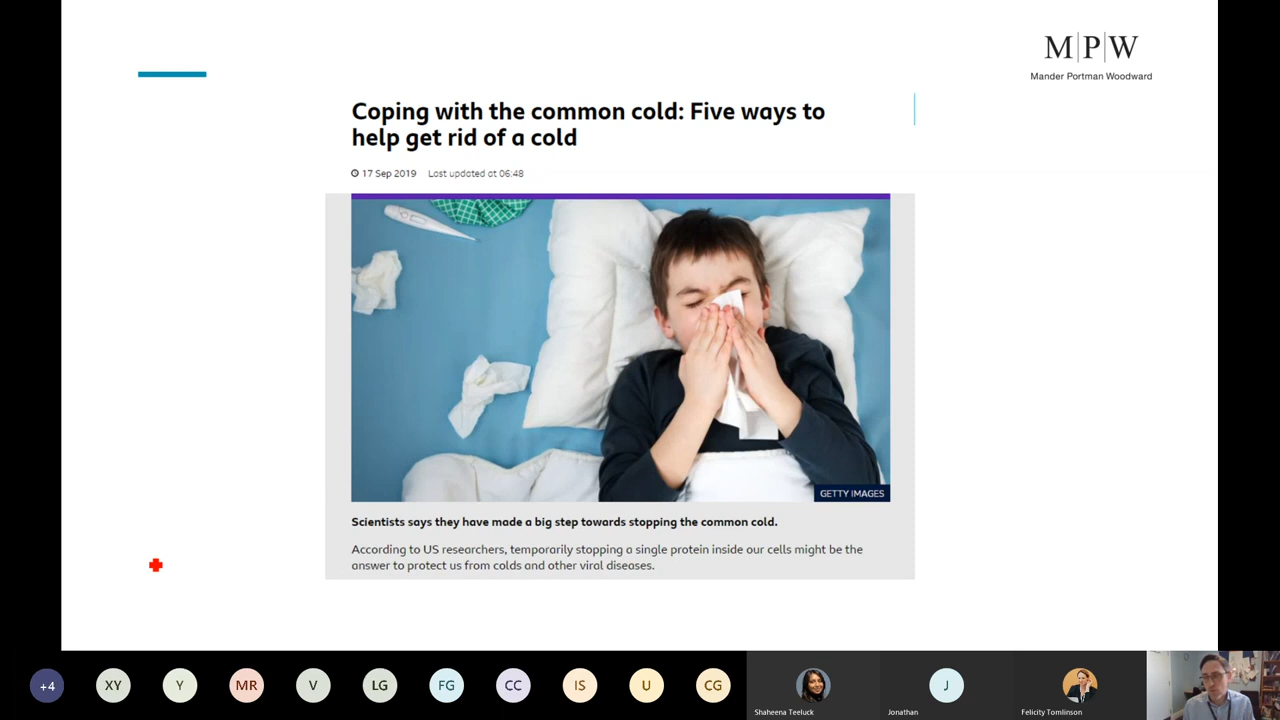 M|P|W
Mander Portman Woodward
Coping with the common cold: Five ways to
help get rid of a cold
17 Sep 2019 Last updated at 06:48
GETTY IMAGES
Scientists says they have made a big step towards stopping the common cold.
According to US researchers, temporarily stopping a single protein inside our cells might be the
answer to protect us from colds and other viral diseases.
+4 XY Y MR V LG FG CC IS U CG J
Shaheena Teeluck Jonathan Felicity Tomlinson